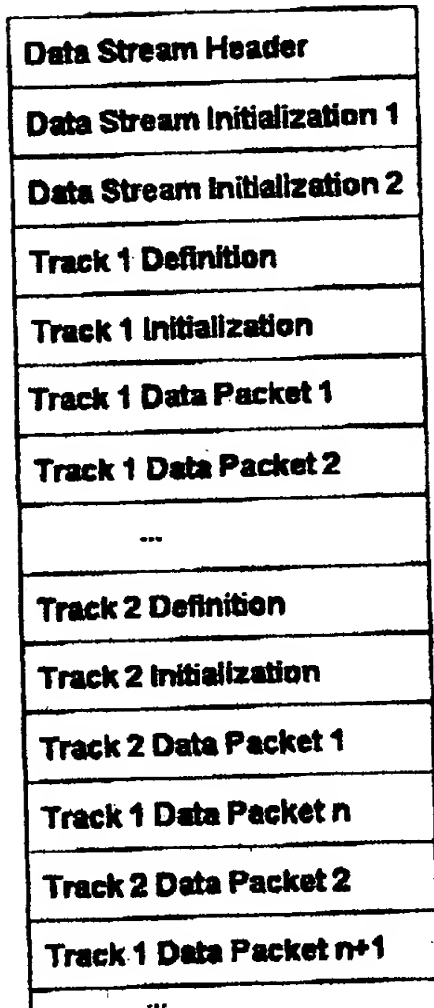 Data Stream Header
Data Stream Initialization 1
Data Stream Initialization 2
Track 1 Definition
Track 1 Initialization
Track 1 Data Packet 1
Track 1 Data Packet 2
...
Track 2 Definition
Track 2 Initialization
Track 2 Data Packet 1
Track 1 Data Packet n
Track 2 Data Packet 2
Track 1 Data Packet n+1
...